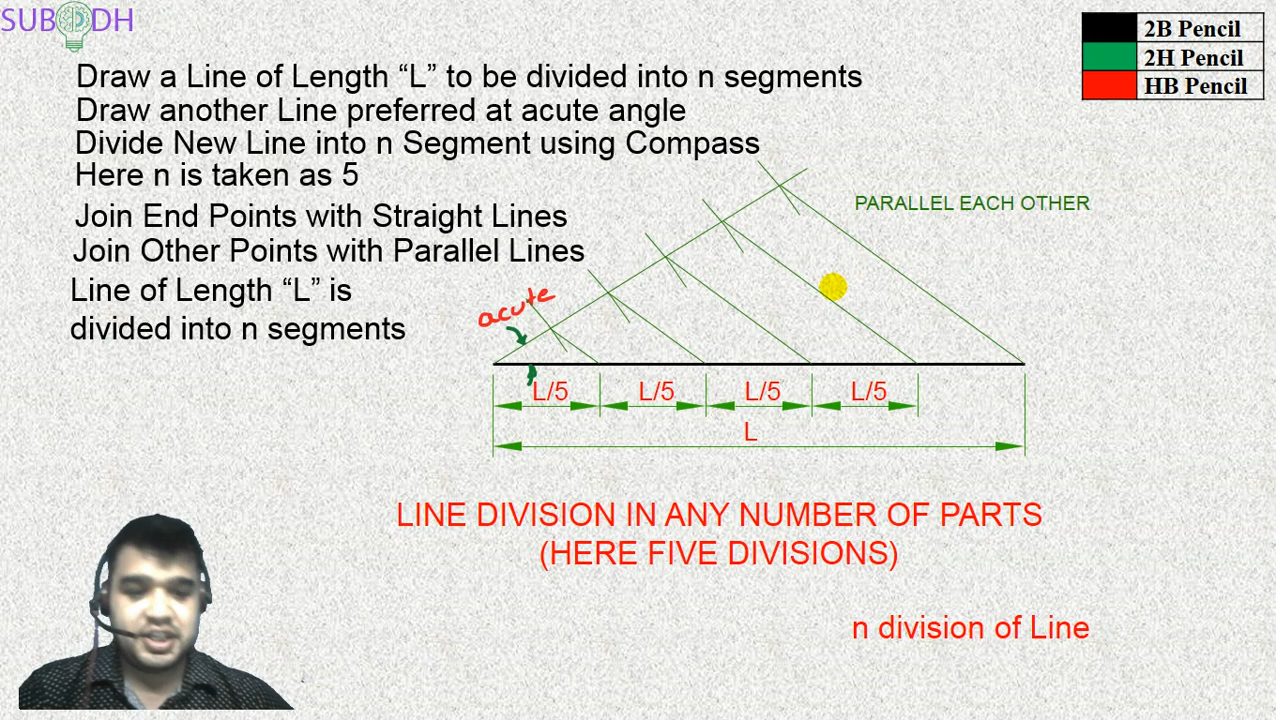 SUBODH
2B Pencil
2H Pencil
HB Pencil
Draw a Line of Length “L” to be divided into n segments
Draw another Line preferred at acute angle
Divide New Line into n Segment using Compass
Here n is taken as 5
Join End Points with Straight Lines
Join Other Points with Parallel Lines
Line of Length “L” is
divided into n segments
PARALLEL EACH OTHER
acute
L/5 L/5 L/5 L/5
L
LINE DIVISION IN ANY NUMBER OF PARTS
(HERE FIVE DIVISIONS)
n division of Line